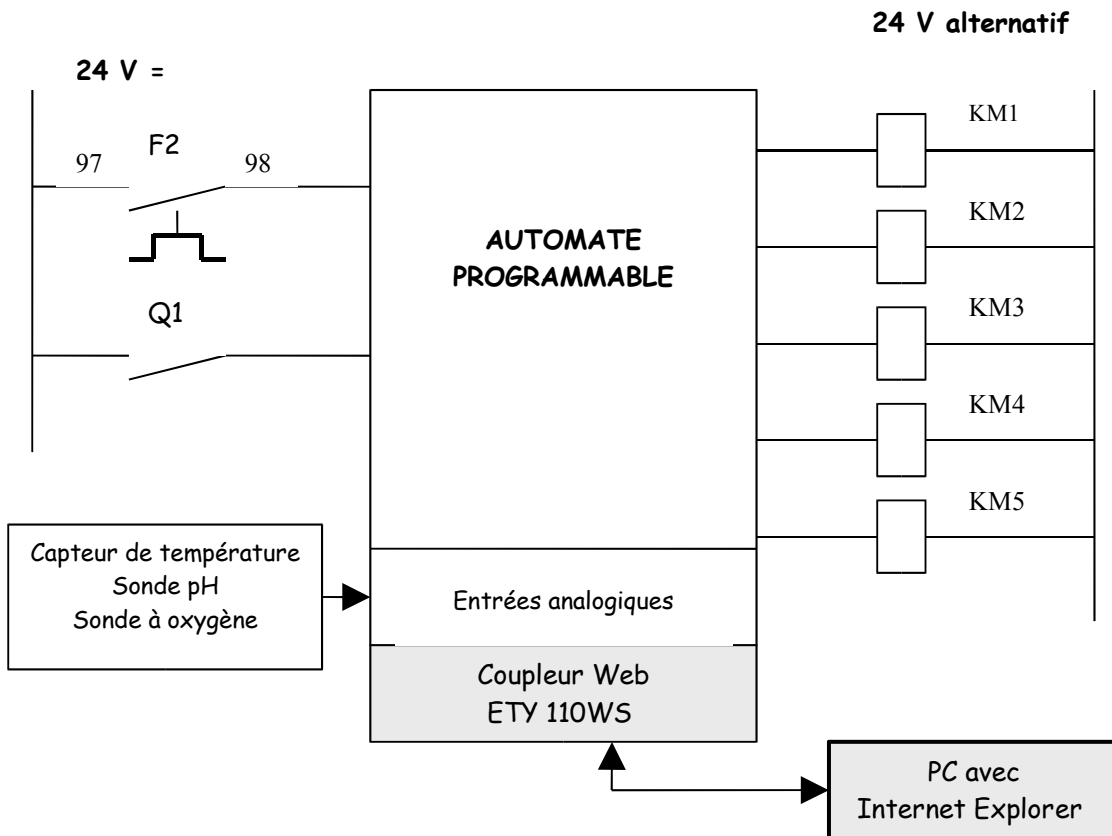 24 V alternatif
24 V =
KM1
F2
97
98
KM2
AUTOMATE
PROGRAMMABLE
Q1
KM3
KM4
KM5
Capteur de température
Sonde pH
Sonde à oxygène
Entrées analogiques
Coupleur Web
ETY 110WS
PC avec
Internet Explorer